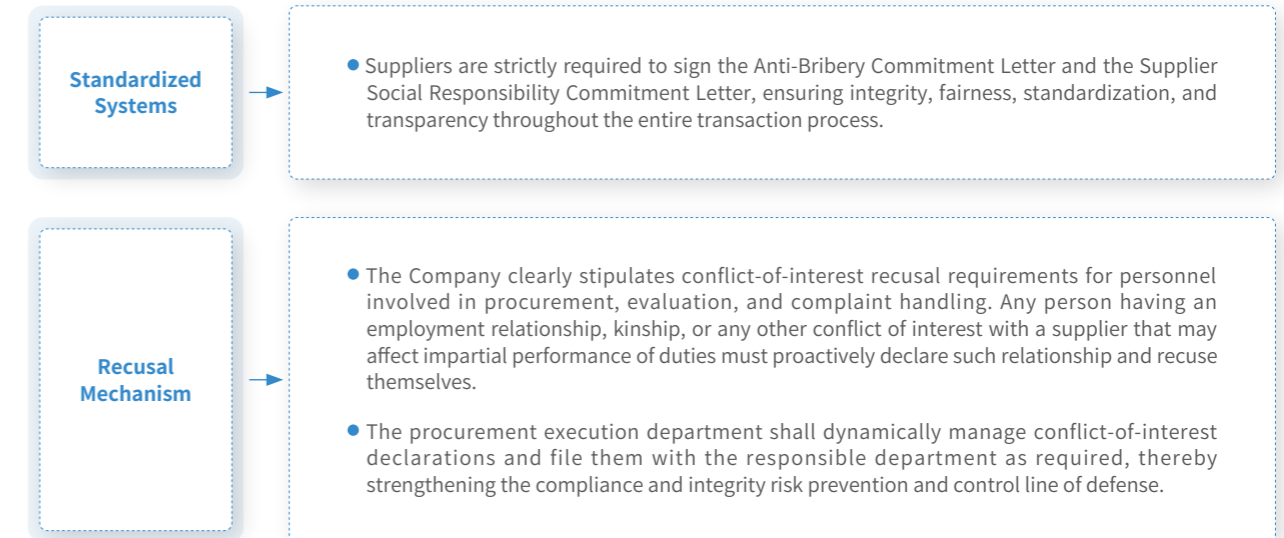 Standardized
Systems
● Suppliers are strictly required to sign the Anti-Bribery Commitment Letter and the Supplier
Social Responsibility Commitment Letter, ensuring integrity, fairness, standardization, and
transparency throughout the entire transaction process.
Recusal
Mechanism
● The Company clearly stipulates conflict-of-interest recusal requirements for personnel
involved in procurement, evaluation, and complaint handling. Any person having an
employment relationship, kinship, or any other conflict of interest with a supplier that may
affect impartial performance of duties must proactively declare such relationship and recuse
themselves.
● The procurement execution department shall dynamically manage conflict-of-interest
declarations and file them with the responsible department as required, thereby
strengthening the compliance and integrity risk prevention and control line of defense.